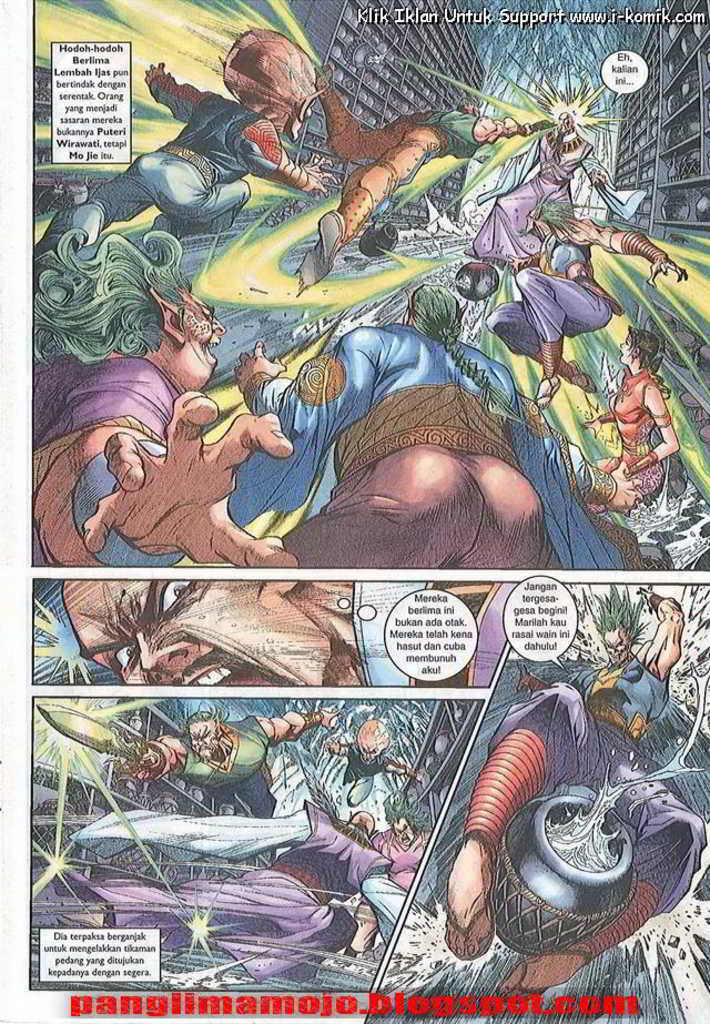 Klik Iklan Untuk Support www.i-komik.com
Hodoh-hodoh
Berlima
Lembah Ijas pun
bertindak dengan
serentak. Orang
yang menjadi
sasaran mereka
bukannya Puteri
Wirawati, tetapi
Mo Jie itu.
Eh,
kalian
ini...
Mereka
berlima ini
bukan ada otak.
Mereka telah kena
hasut dan cuba
membunuh
aku!
Jangan
tergesa-
gesa begini!
Marilah kau
rasai wain ini
dahulu!
Dia terpaksa berganjak
untuk mengelakkan tikaman
pedang yang ditujukan
kepadanya dengan segera.
panglimamojo.blogspot.com